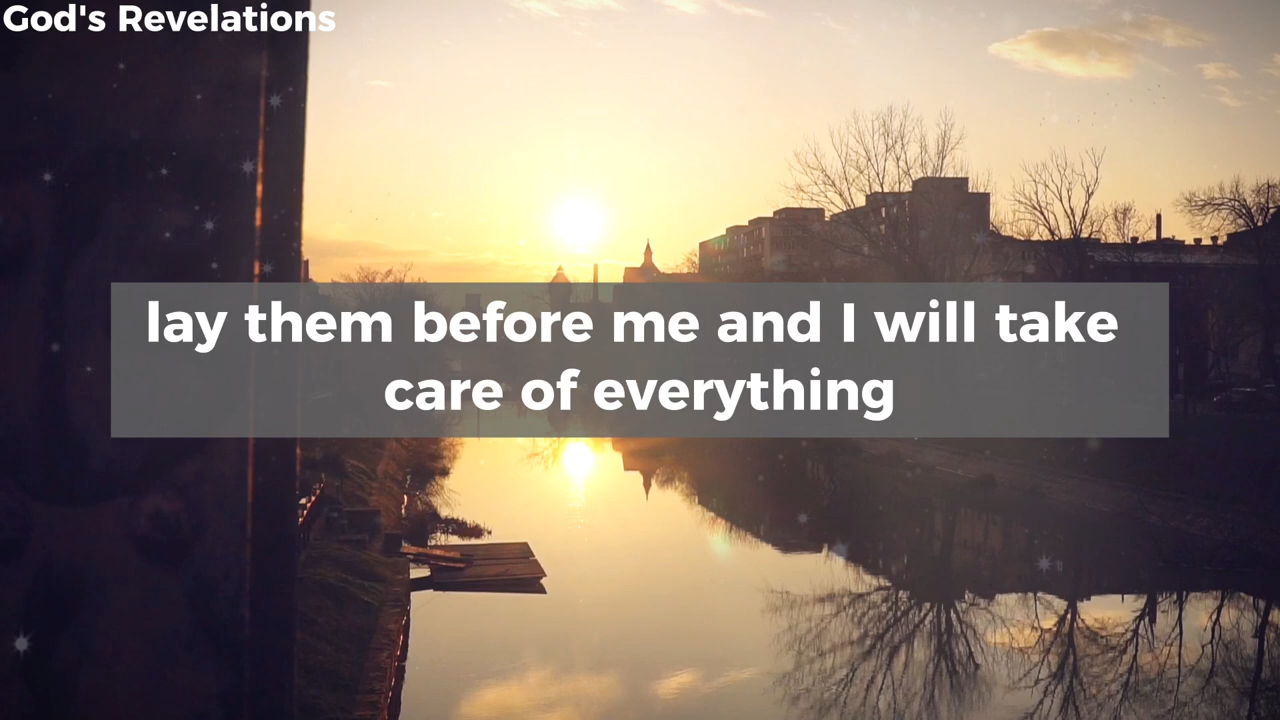 God's Revelations
lay them before me and I will take
care of everything